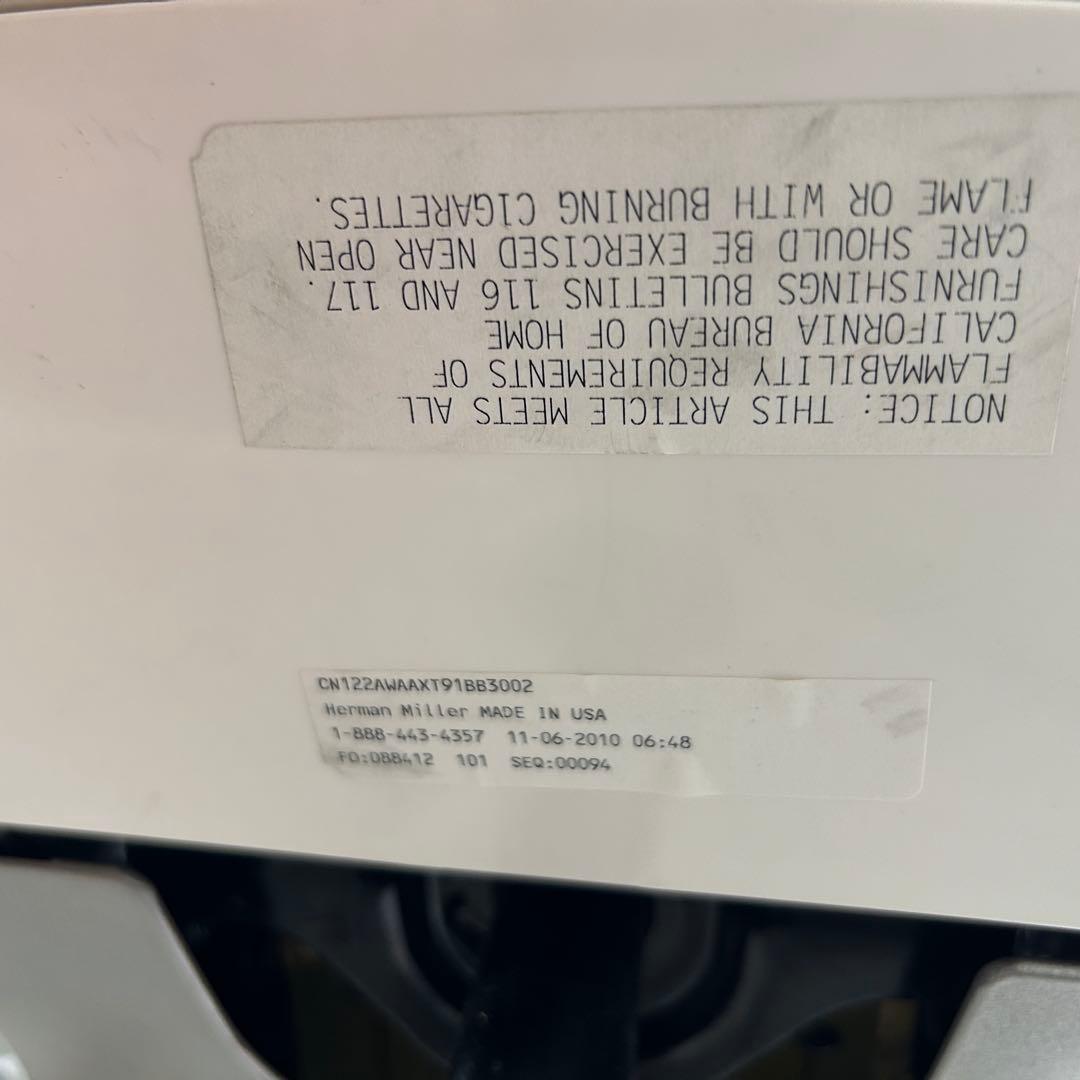 NOTICE: THIS ARTICLE MEETS ALL
FLAMMABILITY REQUIREMENTS OF
CALIFORNIA BUREAU OF HOME
FURNISHINGS BULLETINS 116 AND 117.
CARE SHOULD BE EXERCISED NEAR OPEN
FLAME OR WITH BURNING CIGARETTES.
CN122AWAAXT91BB3002
Herman Miller MADE IN USA
1-888-443-4357 11-06-2010 06:48
FO:088412 101 SEQ:00094